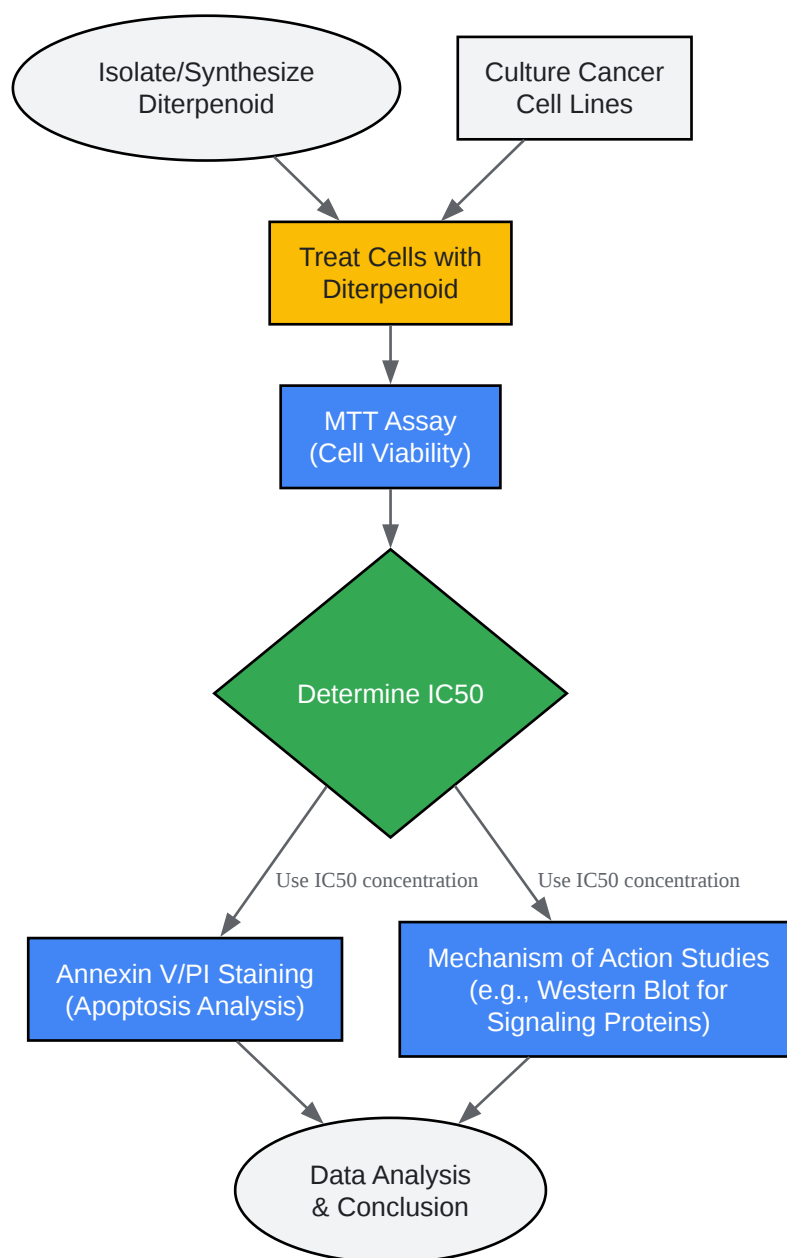 Isolate/Synthesize
Diterpenoid
Culture Cancer
Cell Lines
Treat Cells with
Diterpenoid
MTT Assay
(Cell Viability)
Determine IC50
Use IC50 concentration
Use IC50 concentration
Annexin V/PI Staining
(Apoptosis Analysis)
Mechanism of Action Studies
(e.g., Western Blot for
Signaling Proteins)
Data Analysis
& Conclusion